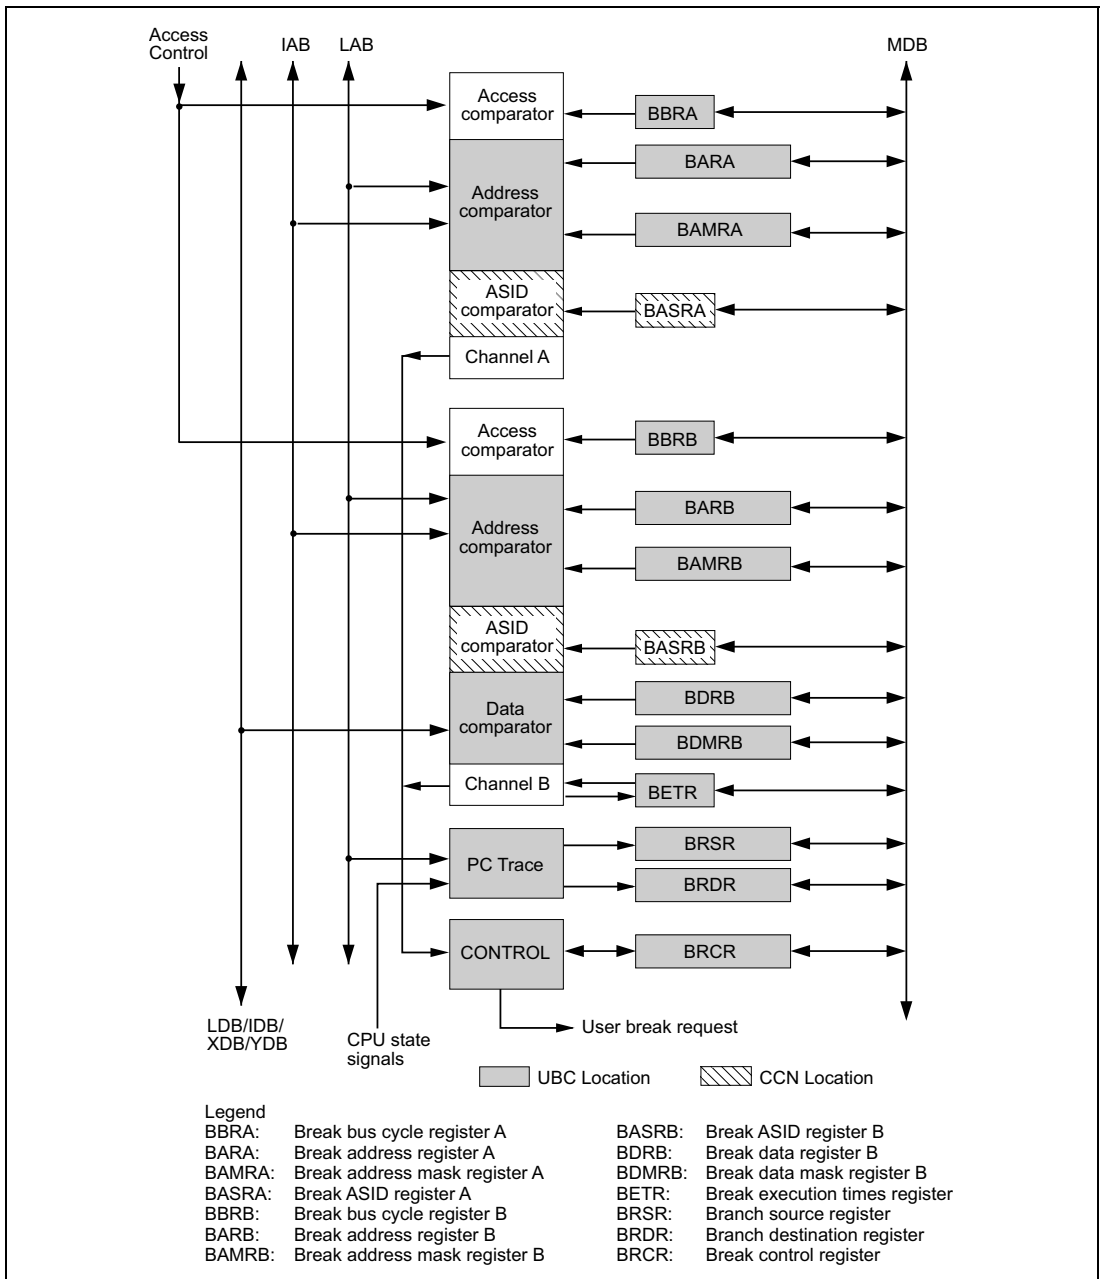 Access
Control
IAB
LAB
MDB
Access
comparator
BBRA
BARA
Address
comparator
BAMRA
ASID
comparator
BASRA
Channel A
Access
comparator
BBRB
BARB
Address
comparator
BAMRB
ASID
comparator
BASRB
BDRB
Data
comparator
BDMRB
Channel B
BETR
BRSR
PC Trace
BRDR
CONTROL
BRCR
LDB/IDB/
XDB/YDB
CPU state
signals
User break request
UBC Location
CCN Location
Legend
BBRA: Break bus cycle register A
BARA: Break address register A
BAMRA: Break address mask register A
BASRA: Break ASID register A
BBRB: Break bus cycle register B
BARB: Break address register B
BAMRB: Break address mask register B
BASRB: Break ASID register B
BDRB: Break data register B
BDMRB: Break data mask register B
BETR: Break execution times register
BRSR: Branch source register
BRDR: Branch destination register
BRCR: Break control register